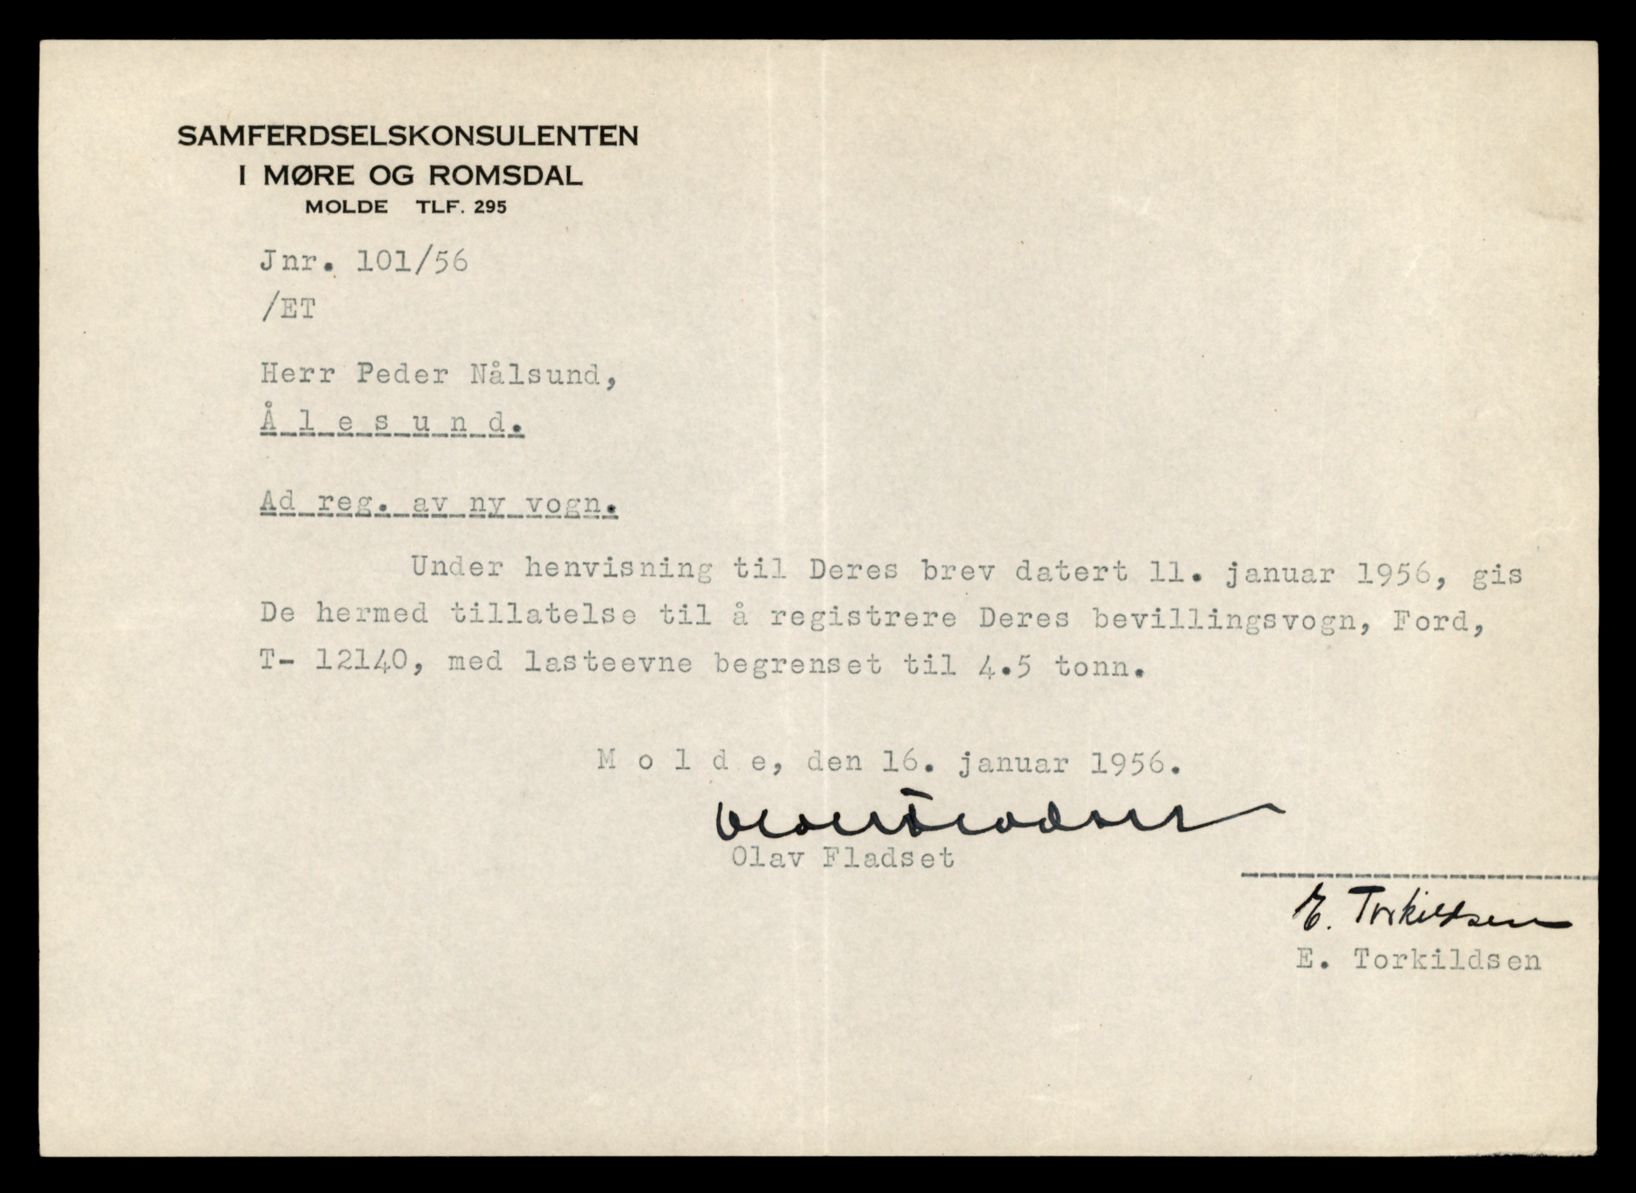 SAMFERDSELSKONSULENTEN
I MØRE OG ROMSDAL
MOLDE TLF. 295
Jnr. 101/56
/ET
Herr Peder Nålsund,
Å l e s u n d.
Ad reg. av ny vogn.
Under henvisning til Deres brev datert 11. januar 1956, gis
De hermed tillatelse til å registrere Deres bevillingsvogn, Ford,
T- 12140, med lasteevne begrenset til 4.5 tonn.
M o l d e, den 16. januar 1956.
Olav Fladset
Olav Fladset
E. Torkildsen
E. Torkildsen